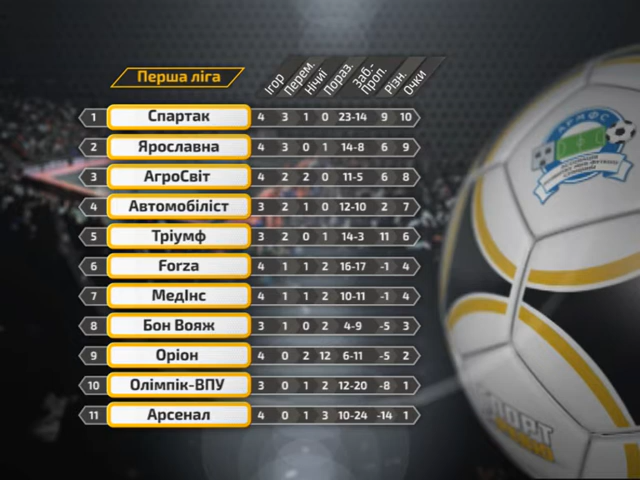 Перша ліга
Ігор Перем. Нічиї Пораз. Заб.- Проп. Різн. Очки
1 Спартак 4 3 1 0 23-14 9 10
2 Ярославна 4 3 0 1 14-8 6 9
3 АгроСвіт 4 2 2 0 11-5 6 8
4 Автомобіліст 3 2 1 0 12-10 2 7
5 Тріумф 3 2 0 1 14-3 11 6
6 Forza 4 1 1 2 16-17 -1 4
7 МедІнс 4 1 1 2 10-11 -1 4
8 Бон Вояж 3 1 0 2 4-9 -5 3
9 Оріон 4 0 2 12 6-11 -5 2
10 Олімпік-ВПУ 3 0 1 2 12-20 -8 1
11 Арсенал 4 0 1 3 10-24 -14 1
АРМФС